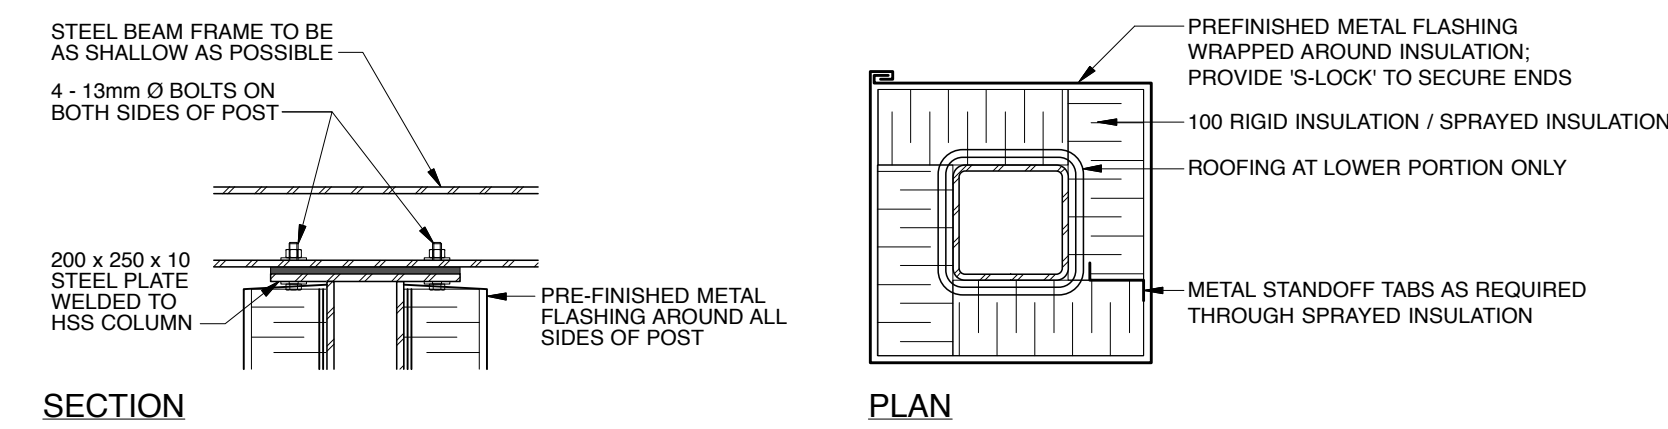 STEEL BEAM FRAME TO BE
AS SHALLOW AS POSSIBLE
4 - 13mm Ø BOLTS ON
BOTH SIDES OF POST
200 x 250 x 10
STEEL PLATE
WELDED TO
HSS COLUMN
PRE-FINISHED METAL
FLASHING AROUND ALL
SIDES OF POST
SECTION
PREFINISHED METAL FLASHING
WRAPPED AROUND INSULATION;
PROVIDE 'S-LOCK' TO SECURE ENDS
100 RIGID INSULATION / SPRAYED INSULATION
ROOFING AT LOWER PORTION ONLY
METAL STANDOFF TABS AS REQUIRED
THROUGH SPRAYED INSULATION
PLAN